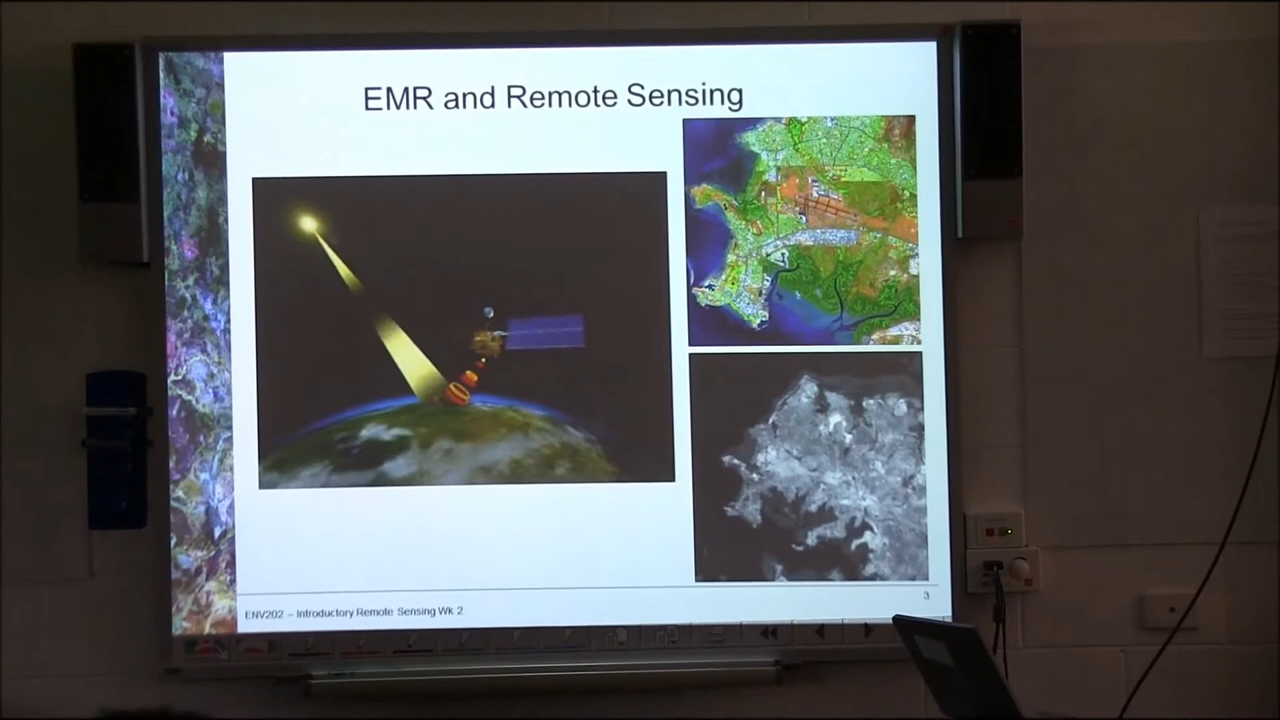 EMR and Remote Sensing
ENV202 – Introductory Remote Sensing Wk 2
3